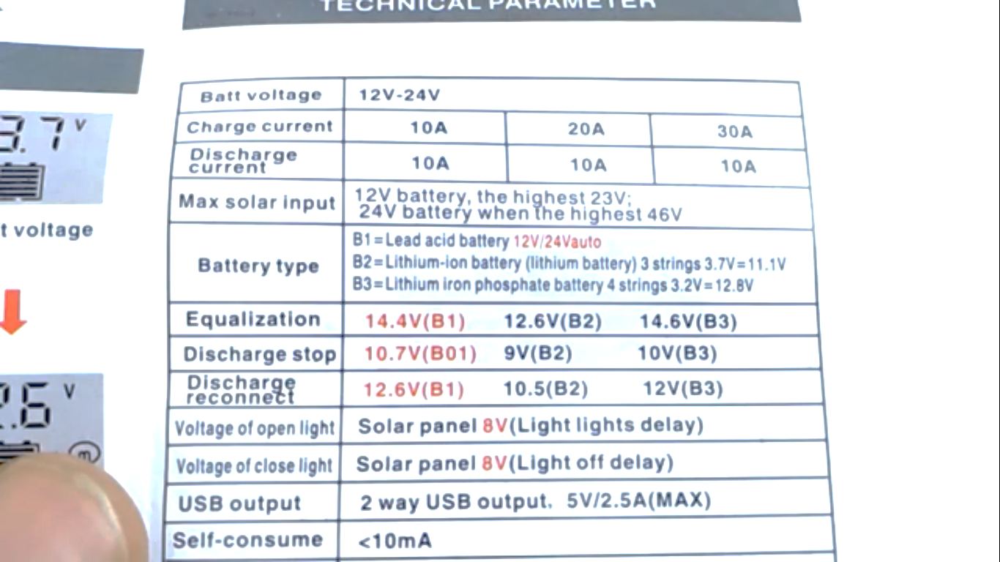 TECHNICAL PARAMETER
3.7 V
t voltage
.6 V
m
Batt voltage 12V-24V
Charge current 10A 20A 30A
Discharge current 10A 10A 10A
Max solar input 12V battery, the highest 23V;
24V battery when the highest 46V
Battery type
B1=Lead acid battery 12V/24Vauto
B2=Lithium-ion battery (lithium battery) 3 strings 3.7V=11.1V
B3=Lithium iron phosphate battery 4 strings 3.2V=12.8V
Equalization 14.4V(B1) 12.6V(B2) 14.6V(B3)
Discharge stop 10.7V(B01) 9V(B2) 10V(B3)
Discharge reconnect 12.6V(B1) 10.5(B2) 12V(B3)
Voltage of open light Solar panel 8V(Light lights delay)
Voltage of close light Solar panel 8V(Light off delay)
USB output 2 way USB output, 5V/2.5A(MAX)
Self-consume <10mA